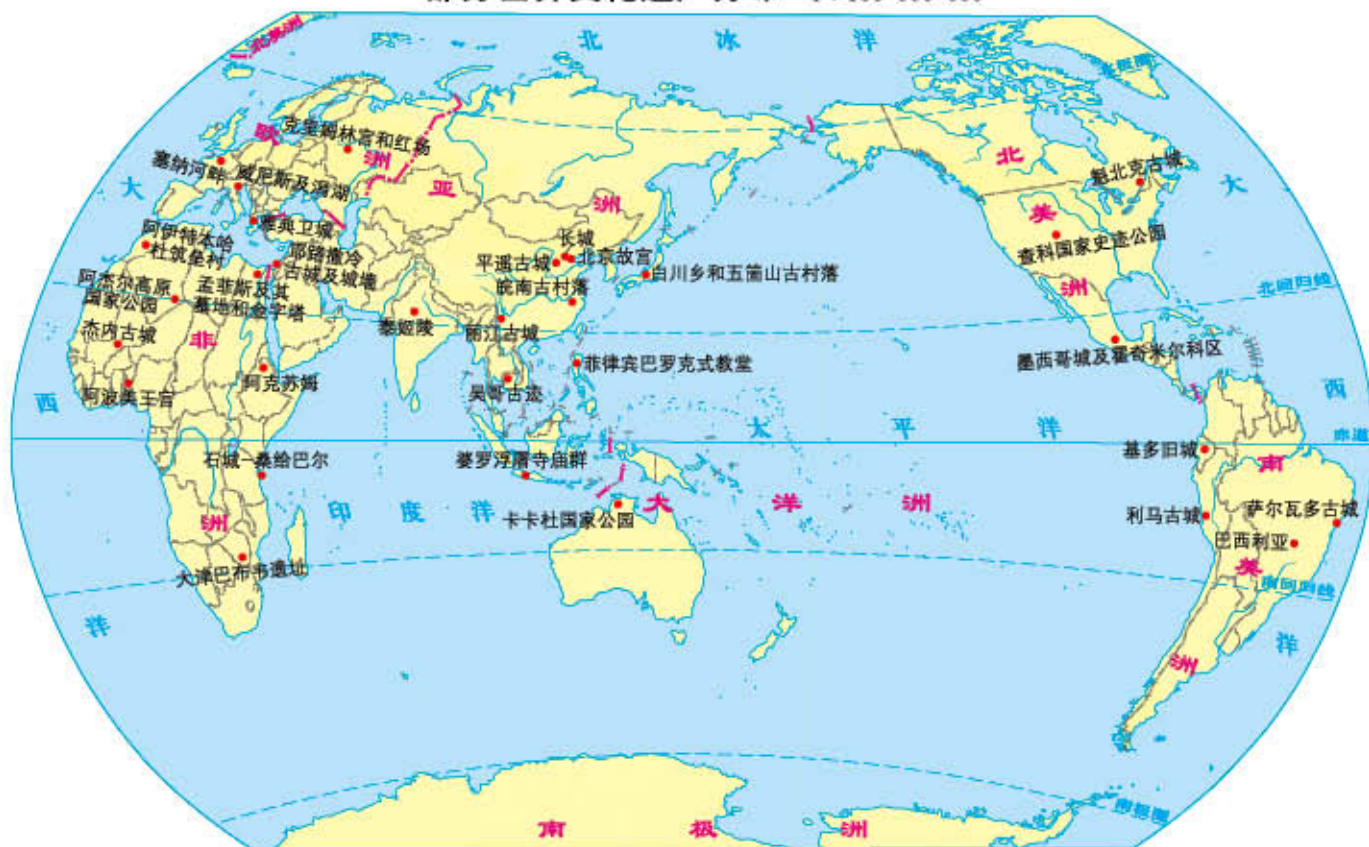 北美洲
北
冰
洋
北极圈
欧
洲
克里姆林宫和红场
塞纳河畔
威尼斯及潟湖
亚
洲
北
美
洲
魁北克古城
大
西
洋
大
西
洋
雅典卫城
阿伊特本哈
杜筑垒村
耶路撒冷
古城及城墙
长城
北京故宫
平遥古城
白川乡和五箇山古村落
查科国家史迹公园
阿杰尔高原
国家公园
孟菲斯及其
墓地和金字塔
皖南古村落
北回归线
泰姬陵
丽江古城
杰内古城
非
洲
墨西哥城及霍奇米尔科区
阿克苏姆
菲律宾巴罗克式教堂
吴哥古迹
阿波美王宫
太
平
洋
赤道
石城—桑给巴尔
婆罗浮屠寺庙群
基多旧城
南
美
洲
印
度
洋
大
洋
洲
卡卡杜国家公园
利马古城
萨尔瓦多古城
巴西利亚
大津巴布韦遗址
南回归线
南极圈
南
极
洲